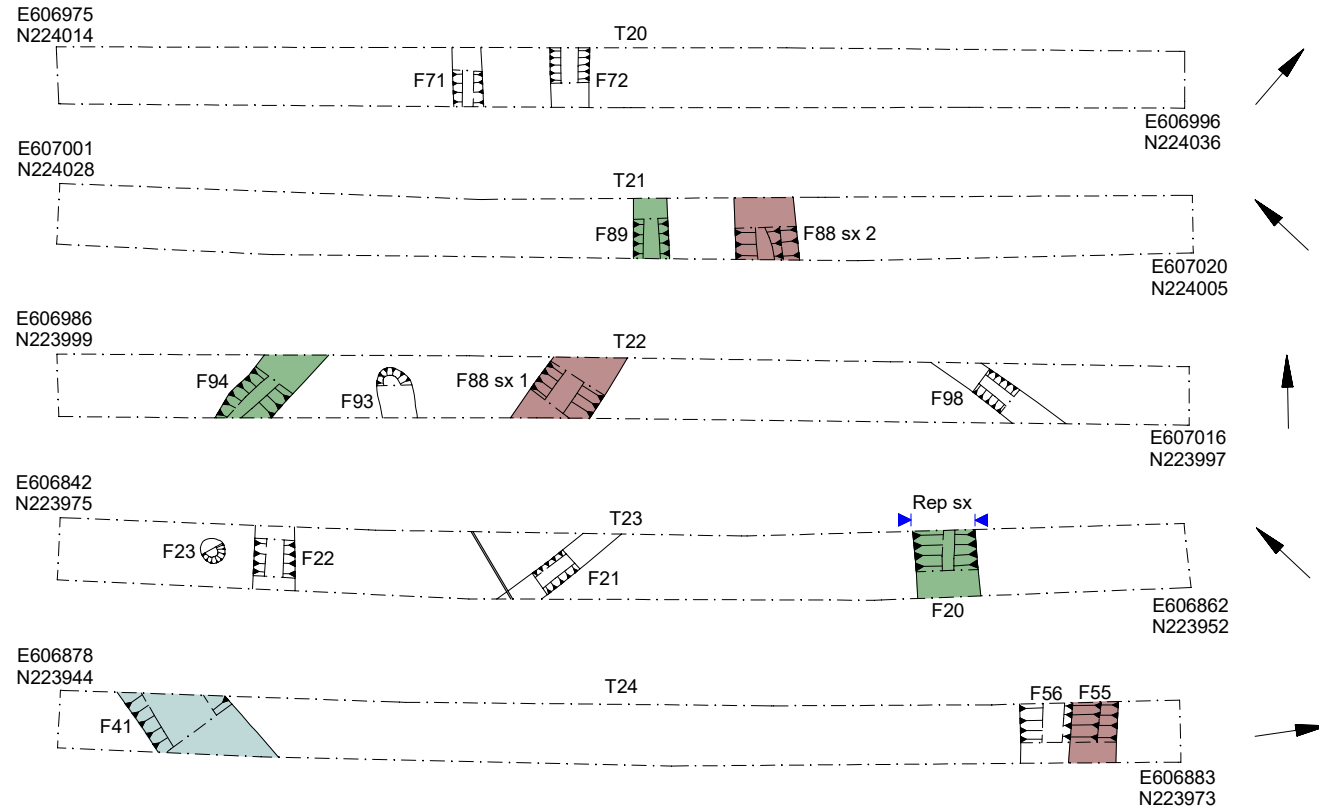 E606975
N224014
T20
F71
F72
E606996
N224036
E607001
N224028
T21
F89
F88 sx 2
E607020
N224005
E606986
N223999
T22
F94
F93
F88 sx 1
F98
E607016
N223997
E606842
N223975
Rep sx
T23
F23
F22
F21
F20
E606862
N223952
E606878
N223944
T24
F41
F56 F55
E606883
N223973